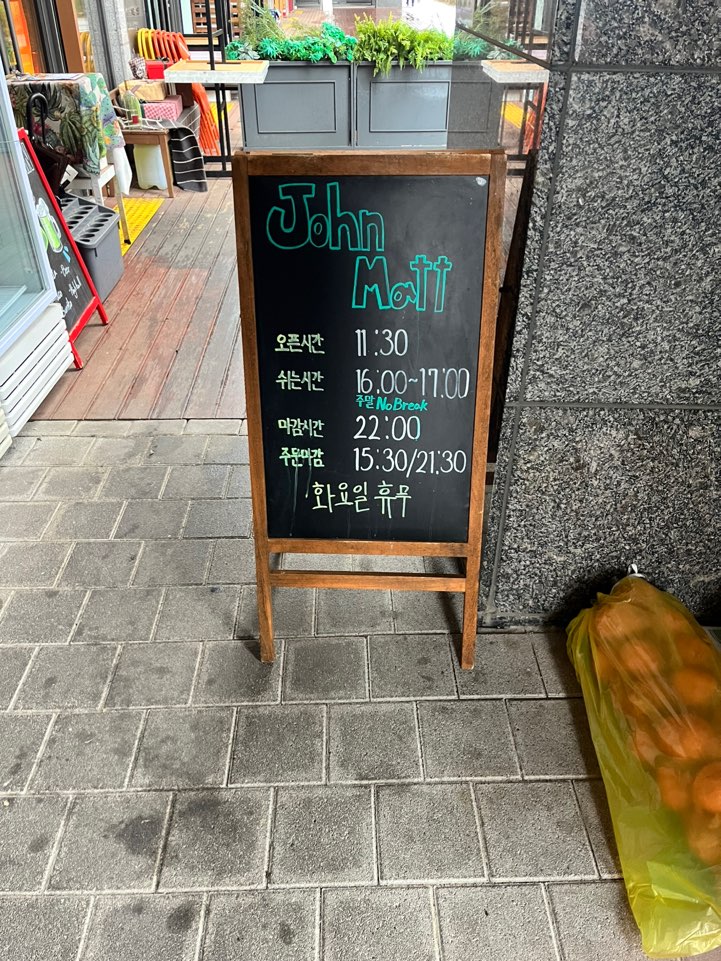 John
Matt
오픈시간 11:30
쉬는시간 16:00~17:00
주말 No Break
마감시간 22:00
주문마감 15:30/21:30
화요일 휴무